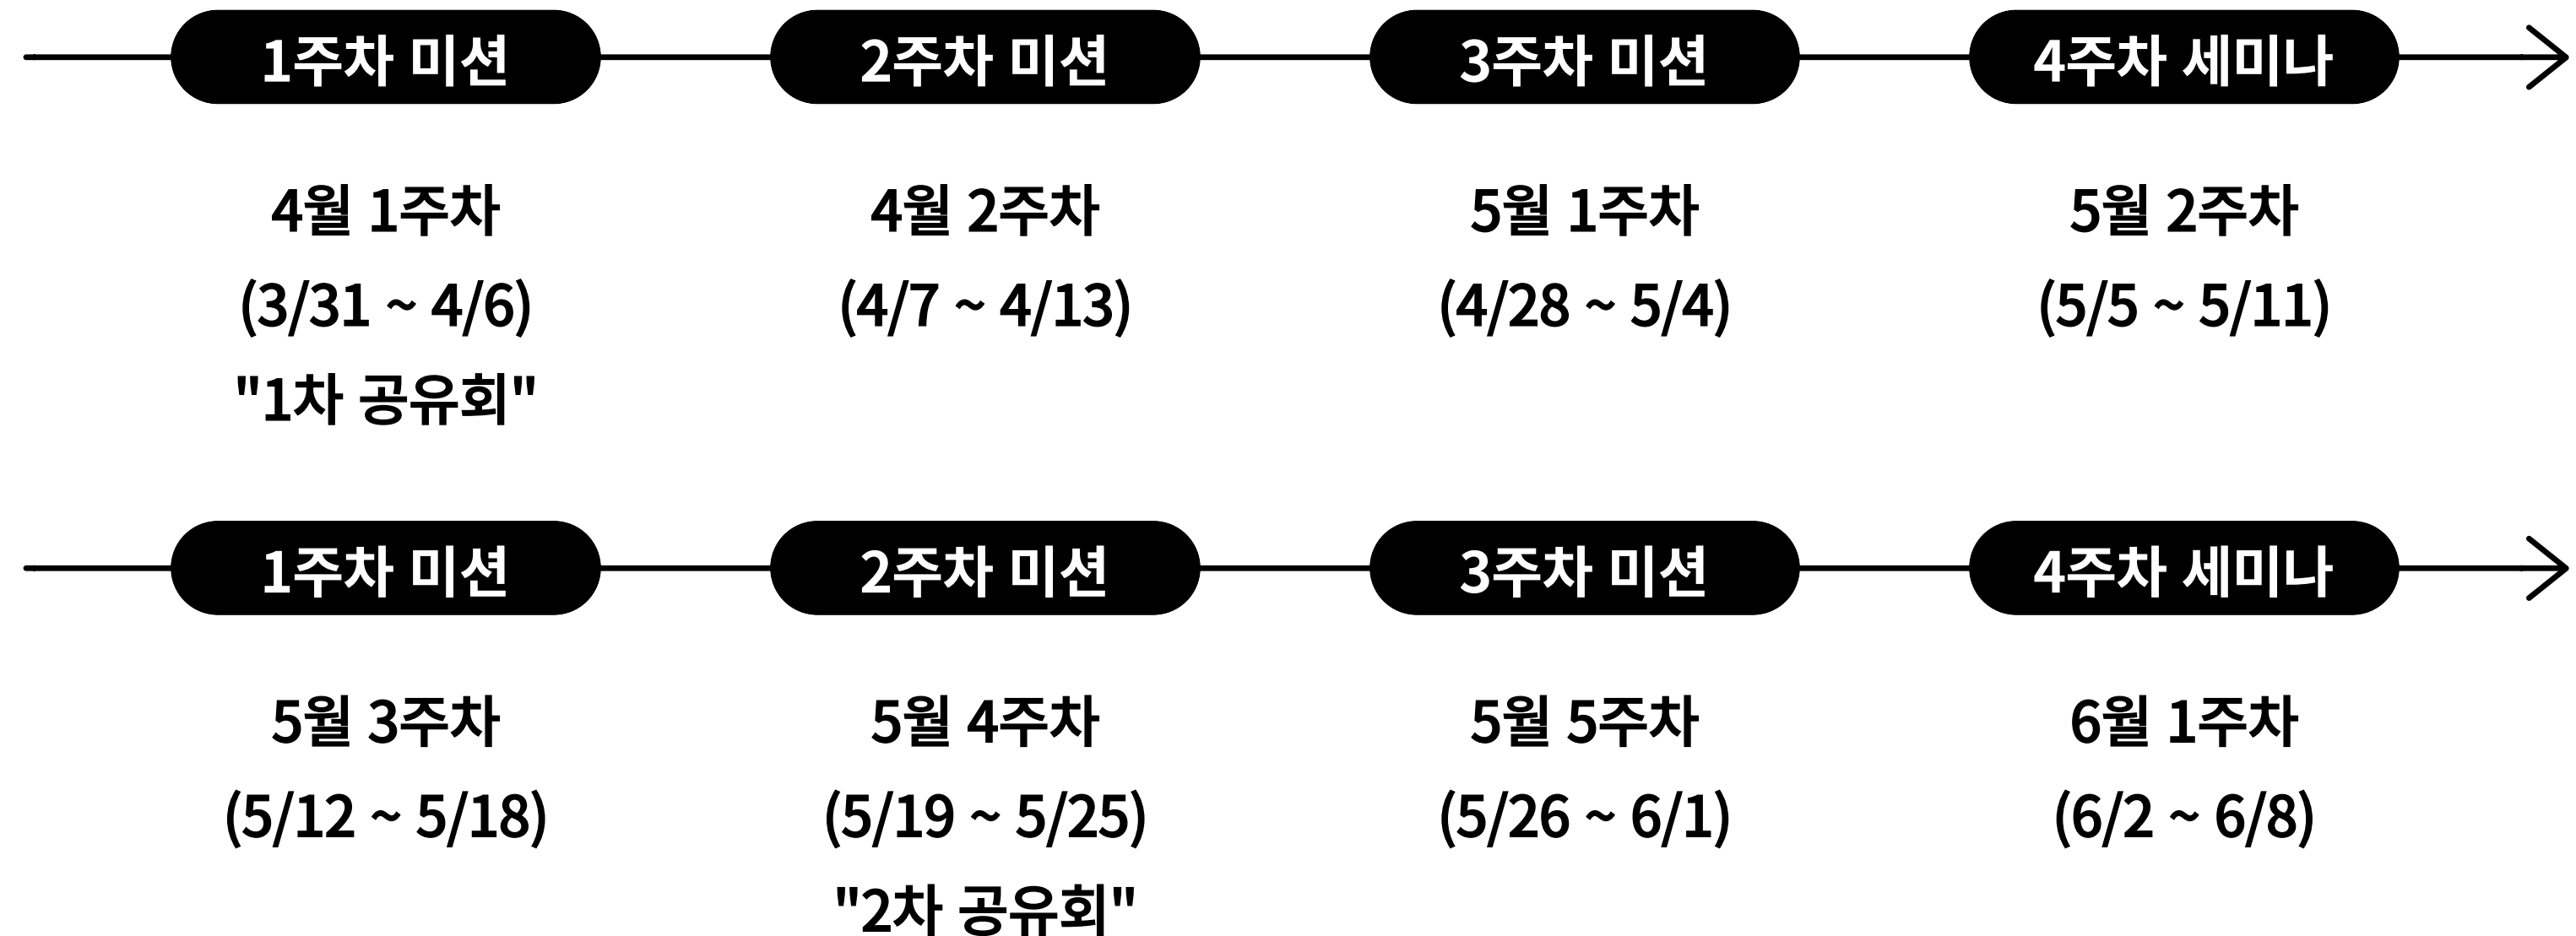 1주차 미션 2주차 미션 3주차 미션 4주차 세미나
4월 1주차 4월 2주차 5월 1주차 5월 2주차
(3/31 ~ 4/6) (4/7 ~ 4/13) (4/28 ~ 5/4) (5/5 ~ 5/11)
"1차 공유회"
1주차 미션 2주차 미션 3주차 미션 4주차 세미나
5월 3주차 5월 4주차 5월 5주차 6월 1주차
(5/12 ~ 5/18) (5/19 ~ 5/25) (5/26 ~ 6/1) (6/2 ~ 6/8)
"2차 공유회"